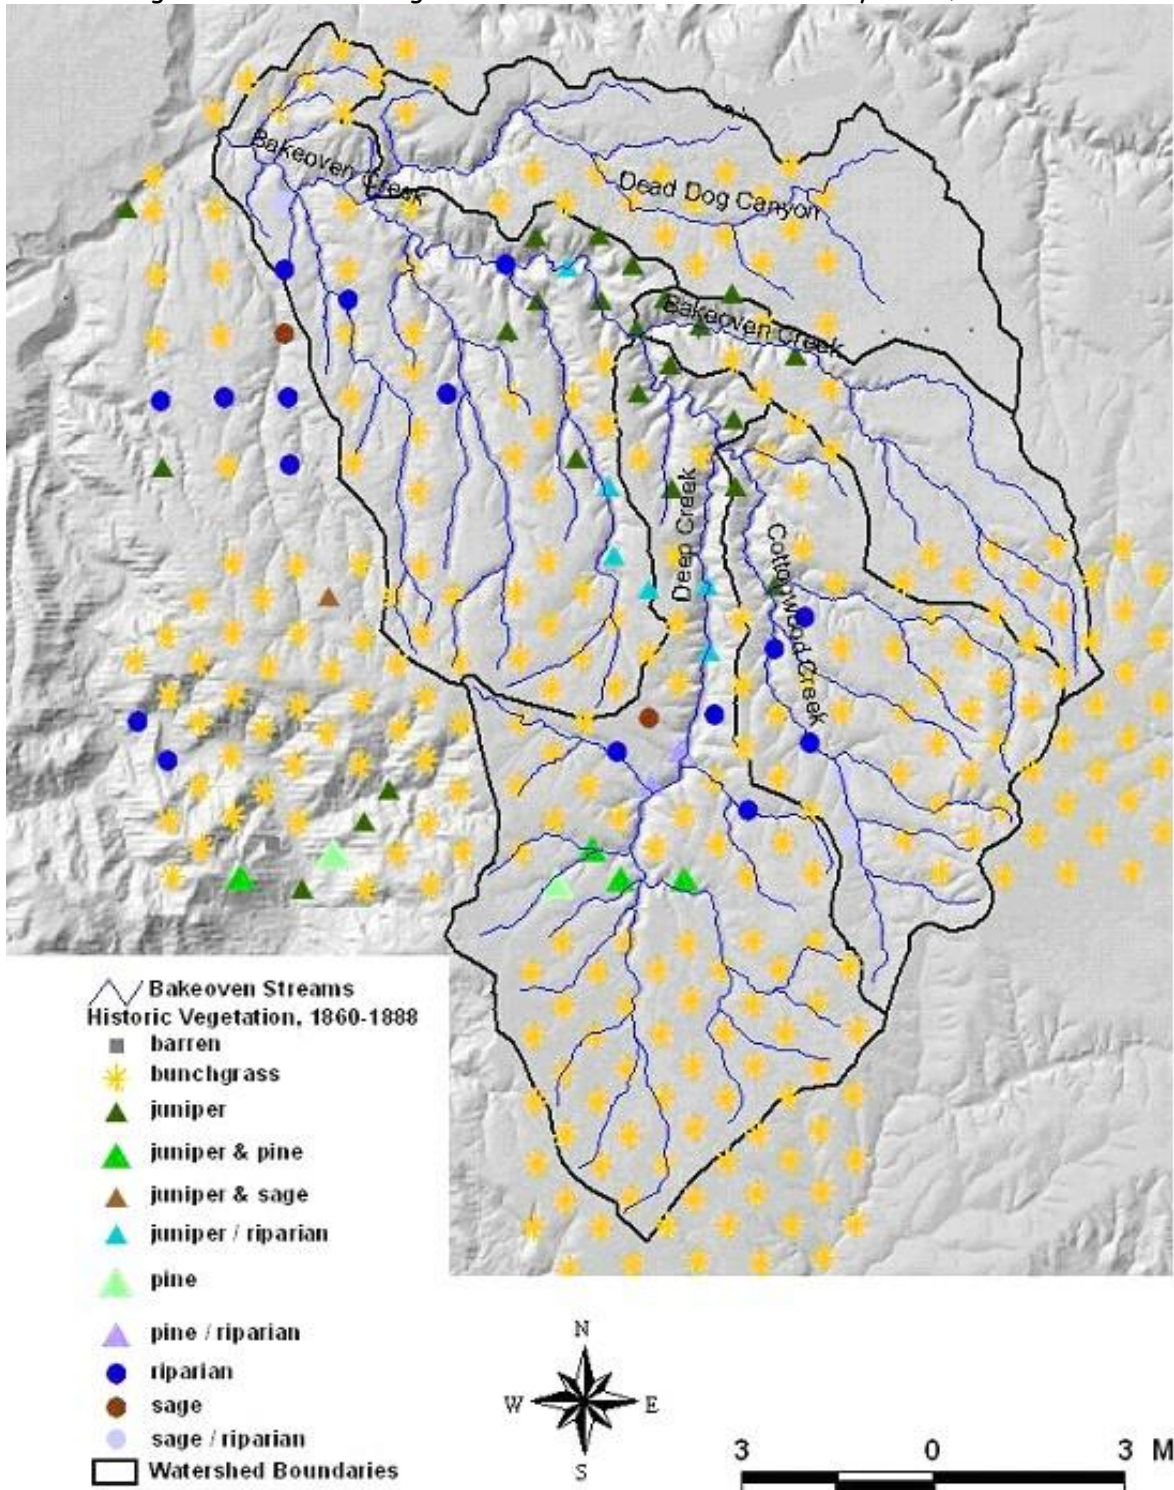 Bakeoven Creek
Dead Dog Canyon
Bakeoven Creek
Deep Creek
Cottonwood Creek
Bakeoven Streams
Historic Vegetation, 1860-1888
barren
bunchgrass
juniper
juniper & pine
juniper & sage
juniper / riparian
pine
pine / riparian
riparian
sage
sage / riparian
Watershed Boundaries
N
W E
S
3 0 3 M